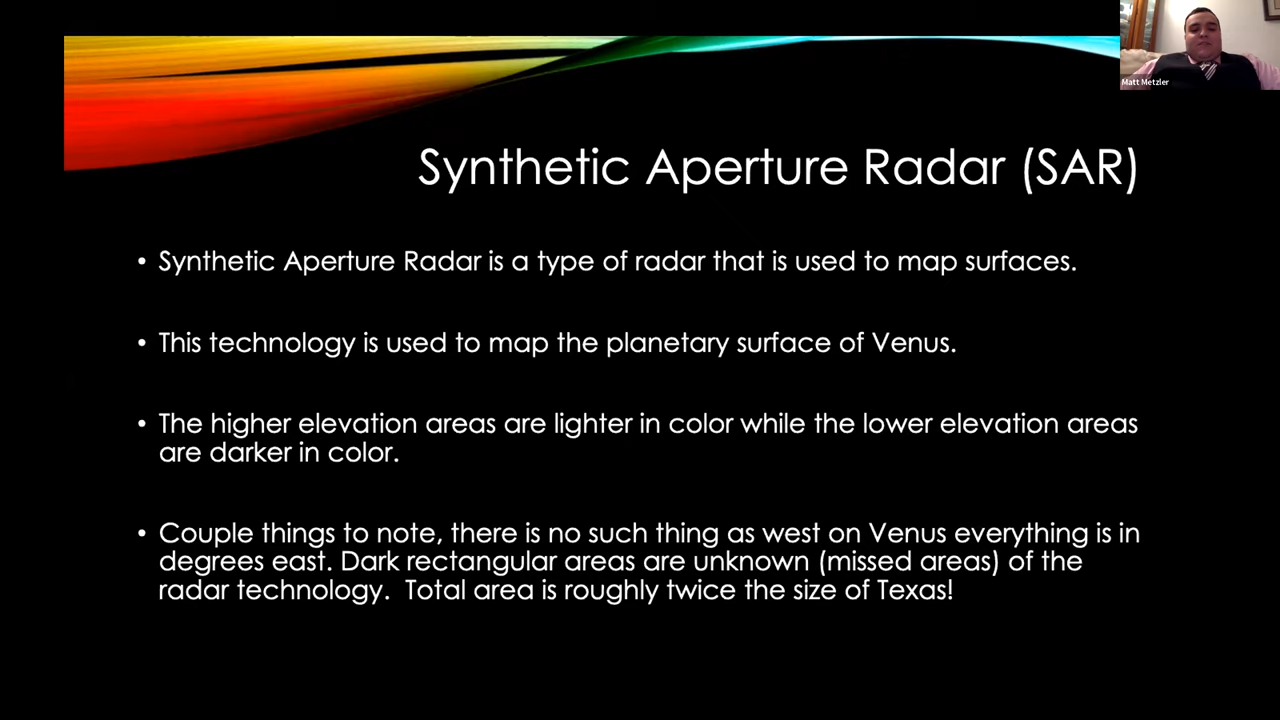 Matt Metzler
Synthetic Aperture Radar (SAR)
• Synthetic Aperture Radar is a type of radar that is used to map surfaces.
• This technology is used to map the planetary surface of Venus.
• The higher elevation areas are lighter in color while the lower elevation areas
are darker in color.
• Couple things to note, there is no such thing as west on Venus everything is in
degrees east. Dark rectangular areas are unknown (missed areas) of the
radar technology.  Total area is roughly twice the size of Texas!